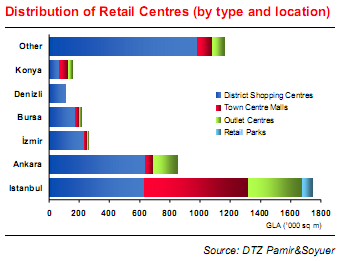 Distribution of Retail Centres (by type and location)
Other
Konya
Denizli
Bursa
İzmir
Ankara
Istanbul
District Shopping Centres
Town Centre Malls
Outlet Centres
Retail Parks
0 200 400 600 800 1000 1200 1400 1600 1800
GLA ('000 sq m)
Source: DTZ Pamir&Soyuer